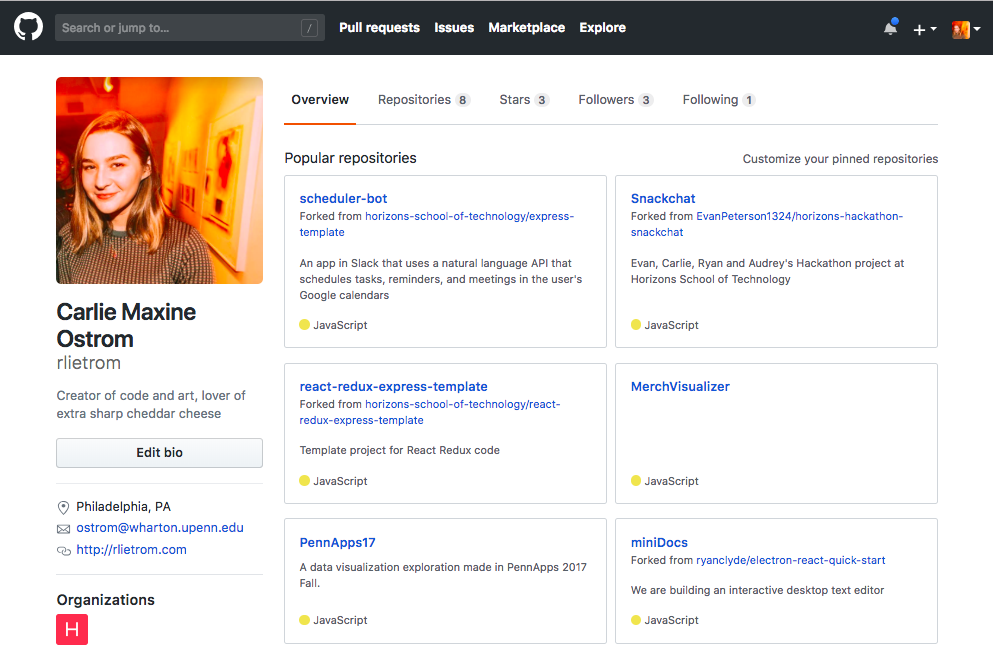 Search or jump to...
/
Pull requests
Issues
Marketplace
Explore
Overview
Repositories 8
Stars 3
Followers 3
Following 1
Carlie Maxine
Ostrom
rlietrom
Creator of code and art, lover of
extra sharp cheddar cheese
Edit bio
Philadelphia, PA
ostrom@wharton.upenn.edu
http://rlietrom.com
Organizations
H
Popular repositories
Customize your pinned repositories
scheduler-bot
Forked from horizons-school-of-technology/express-
template
An app in Slack that uses a natural language API that
schedules tasks, reminders, and meetings in the user's
Google calendars
JavaScript
Snackchat
Forked from EvanPeterson1324/horizons-hackathon-
snackchat
Evan, Carlie, Ryan and Audrey's Hackathon project at
Horizons School of Technology
JavaScript
react-redux-express-template
Forked from horizons-school-of-technology/react-
redux-express-template
Template project for React Redux code
JavaScript
MerchVisualizer
JavaScript
PennApps17
A data visualization exploration made in PennApps 2017
Fall.
JavaScript
miniDocs
Forked from ryanclyde/electron-react-quick-start
We are building an interactive desktop text editor
JavaScript